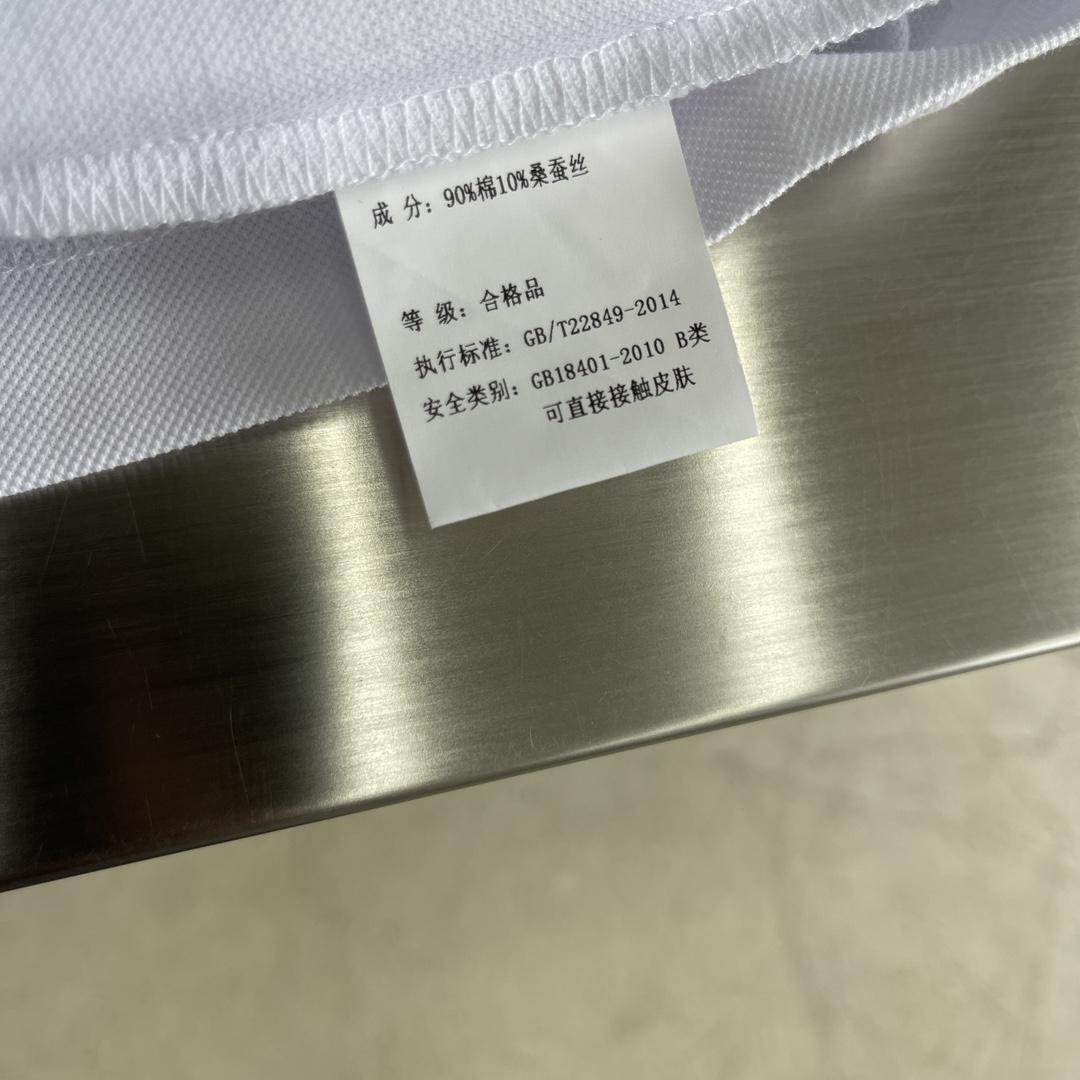 成 分：90%棉10%桑蚕丝
等 级：合格品
执行标准：GB/T22849-2014
安全类别：GB18401-2010 B类
可直接接触皮肤